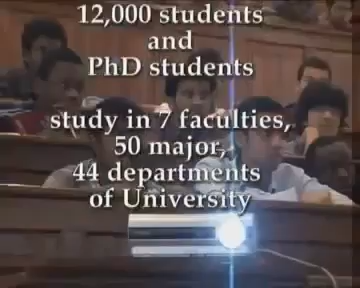 12,000 students
and
PhD students
study in 7 faculties,
50 major,
44 departments
of University